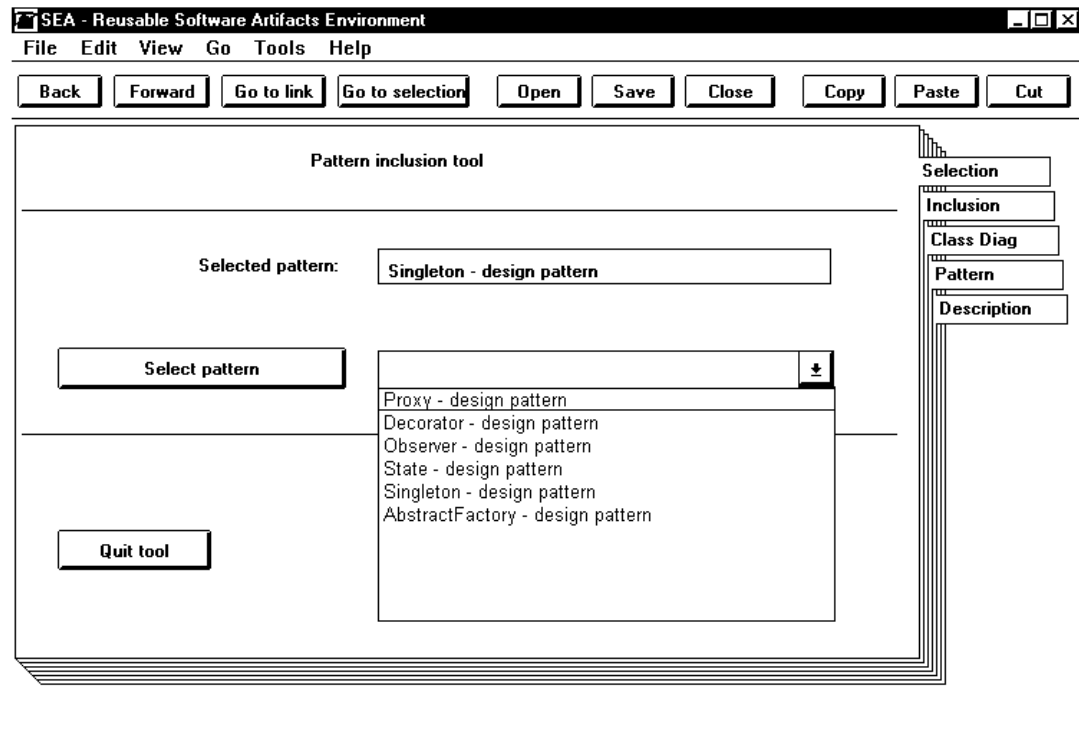 SEA - Reusable Software Artifacts Environment
File Edit View Go Tools Help
Back Forward Go to link Go to selection Open Save Close Copy Paste Cut
Pattern inclusion tool
Selection
Inclusion
Class Diag
Pattern
Description
Selected pattern: Singleton - design pattern
Select pattern
Proxy - design pattern
Decorator - design pattern
Observer - design pattern
State - design pattern
Singleton - design pattern
AbstractFactory - design pattern
Quit tool